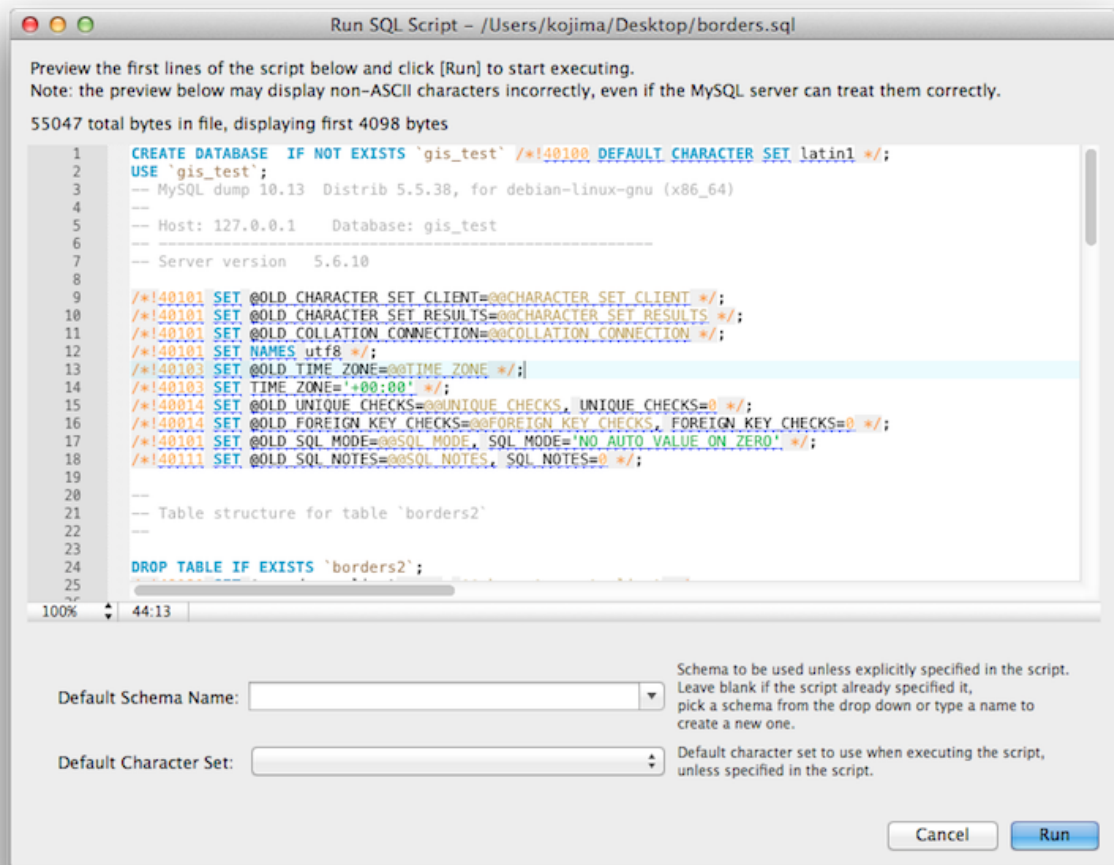 Run SQL Script – /Users/kojima/Desktop/borders.sql
Preview the first lines of the script below and click [Run] to start executing.
Note: the preview below may display non-ASCII characters incorrectly, even if the MySQL server can treat them correctly.
55047 total bytes in file, displaying first 4098 bytes
1 CREATE DATABASE  IF NOT EXISTS `gis_test` /*!40100 DEFAULT CHARACTER SET latin1 */;
2 USE `gis_test`;
3 -- MySQL dump 10.13  Distrib 5.5.38, for debian-linux-gnu (x86_64)
4 --
5 -- Host: 127.0.0.1    Database: gis_test
6 -- ------------------------------------------------------
7 -- Server version   5.6.10
8
9 /*!40101 SET @OLD_CHARACTER_SET_CLIENT=@@CHARACTER_SET_CLIENT */;
10 /*!40101 SET @OLD_CHARACTER_SET_RESULTS=@@CHARACTER_SET_RESULTS */;
11 /*!40101 SET @OLD_COLLATION_CONNECTION=@@COLLATION_CONNECTION */;
12 /*!40101 SET NAMES utf8 */;
13 /*!40103 SET @OLD_TIME_ZONE=@@TIME_ZONE */;
14 /*!40103 SET TIME_ZONE='+00:00' */;
15 /*!40014 SET @OLD_UNIQUE_CHECKS=@@UNIQUE_CHECKS, UNIQUE_CHECKS=0 */;
16 /*!40014 SET @OLD_FOREIGN_KEY_CHECKS=@@FOREIGN_KEY_CHECKS, FOREIGN_KEY_CHECKS=0 */;
17 /*!40101 SET @OLD_SQL_MODE=@@SQL_MODE, SQL_MODE='NO_AUTO_VALUE_ON_ZERO' */;
18 /*!40111 SET @OLD_SQL_NOTES=@@SQL_NOTES, SQL_NOTES=0 */;
19
20 --
21 -- Table structure for table `borders2`
22 --
23
24 DROP TABLE IF EXISTS `borders2`;
25
100% 44:13
Default Schema Name:
Schema to be used unless explicitly specified in the script.
Leave blank if the script already specified it,
pick a schema from the drop down or type a name to
create a new one.
Default Character Set:
Default character set to use when executing the script,
unless specified in the script.
Cancel Run